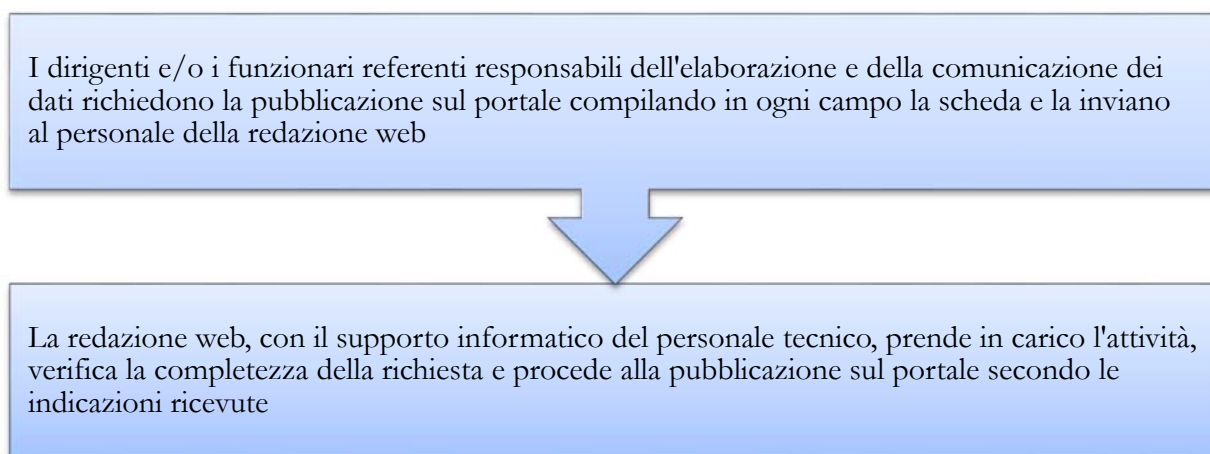 I dirigenti e/o i funzionari referenti responsabili dell'elaborazione e della comunicazione dei
dati richiedono la pubblicazione sul portale compilando in ogni campo la scheda e la inviano
al personale della redazione web
La redazione web, con il supporto informatico del personale tecnico, prende in carico l'attività,
verifica la completezza della richiesta e procede alla pubblicazione sul portale secondo le
indicazioni ricevute